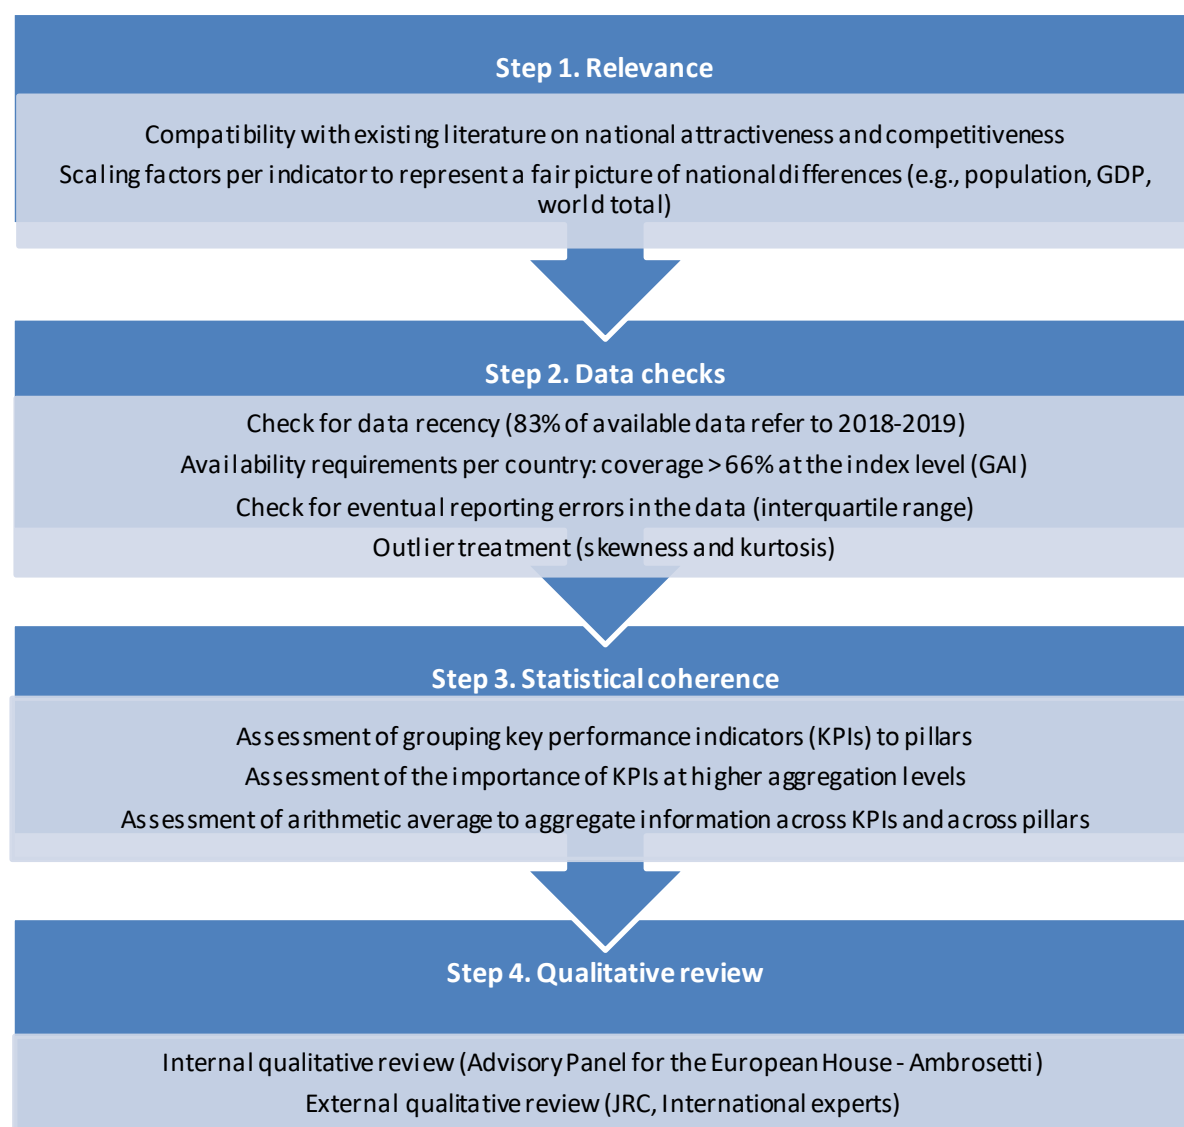 Step 1. Relevance
Compatibility with existing literature on national attractiveness and competitiveness
Scaling factors per indicator to represent a fair picture of national differences (e.g., population, GDP,
world total)
Step 2. Data checks
Check for data recency (83% of available data refer to 2018-2019)
Availability requirements per country: coverage > 66% at the index level (GAI)
Check for eventual reporting errors in the data (interquartile range)
Outlier treatment (skewness and kurtosis)
Step 3. Statistical coherence
Assessment of grouping key performance indicators (KPIs) to pillars
Assessment of the importance of KPIs at higher aggregation levels
Assessment of arithmetic average to aggregate information across KPIs and across pillars
Step 4. Qualitative review
Internal qualitative review (Advisory Panel for the European House - Ambrosetti)
External qualitative review (JRC, International experts)